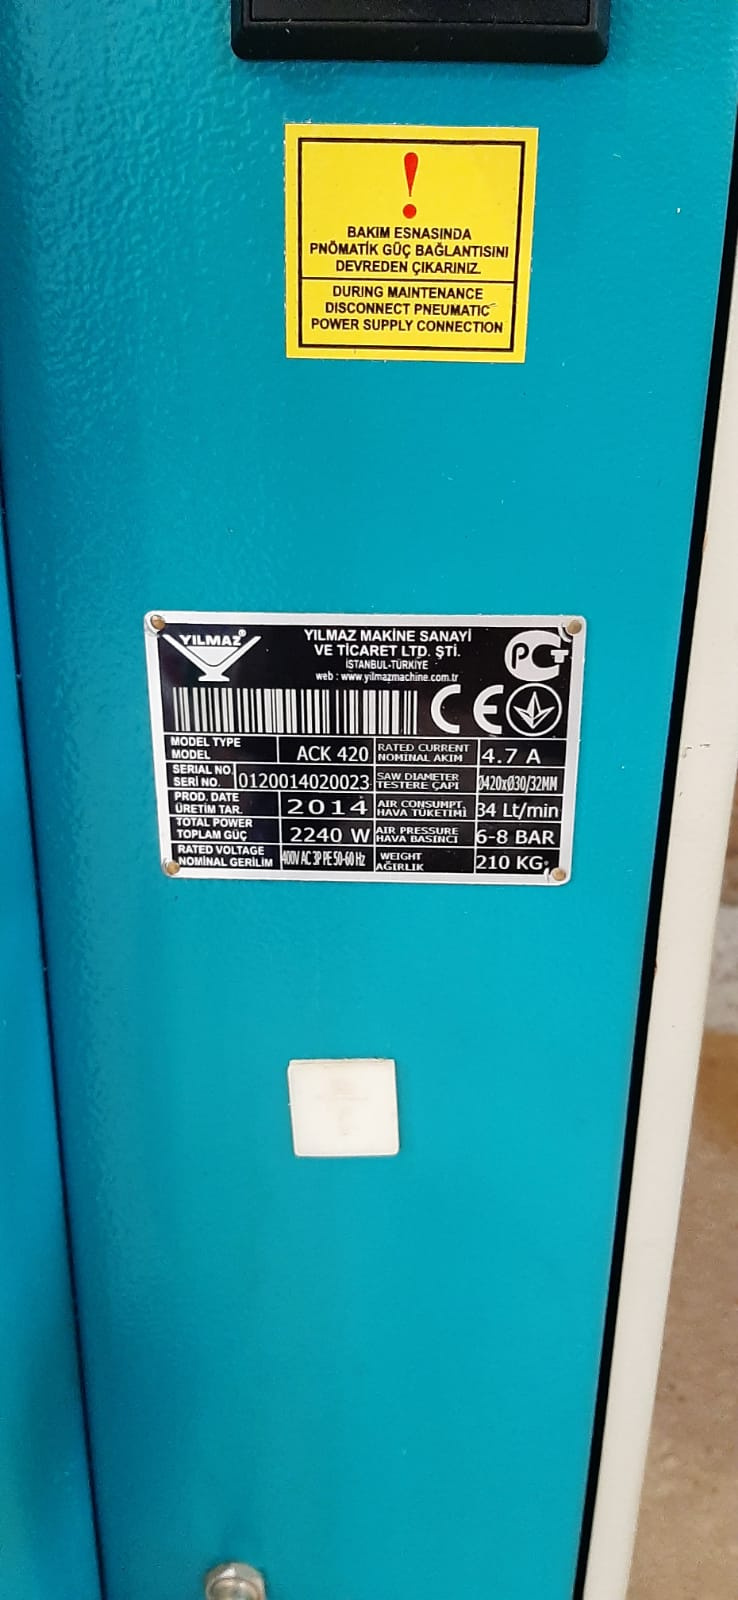 !
BAKIM ESNASINDA
PNÖMATİK GÜÇ BAĞLANTISINI
DEVREDEN ÇIKARINIZ.
DURING MAINTENANCE
DISCONNECT PNEUMATIC
POWER SUPPLY CONNECTION
YILMAZ®
YILMAZ MAKİNE SANAYİ
VE TİCARET LTD. ŞTİ.
İSTANBUL-TÜRKİYE
web : www.yilmazmachine.com.tr
PCT
CE
MODEL TYPE
MODEL
ACK 420
RATED CURRENT
NOMİNAL AKIM
4.7 A
SERIAL NO.
SERİ NO.
0120014020023
SAW DIAMETER
TESTERE ÇAPI
Ø420xØ30/32MM
PROD. DATE
ÜRETİM TAR.
2014
AIR CONSUMPT.
HAVA TÜKETİMİ
34 Lt/min
TOTAL POWER
TOPLAM GÜÇ
2240 W
AIR PRESSURE
HAVA BASINCI
6-8 BAR
RATED VOLTAGE
NOMİNAL GERİLİM
400V AC 3P PE 50-60 Hz
WEIGHT
AĞIRLIK
210 KG.